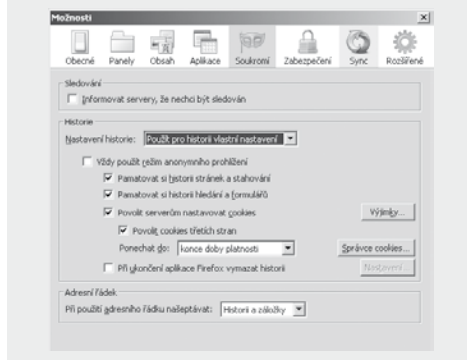 Možnosti
Obecné Panely Obsah Aplikace Soukromí Zabezpečení Sync Rozšířené
Sledování
Informovat servery, že nechci být sledován
Historie
Nastavení historie: Použít pro historii vlastní nastavení
Vždy použít režim anonymního prohlížení
Pamatovat si historii stránek a stahování
Pamatovat si historii hledání a formulářů
Povolit serverům nastavovat cookies Výjimky...
Povolit cookies třetích stran
Ponechat do: konce doby platnosti Správce cookies...
Při ukončení aplikace Firefox vymazat historii Nastavení...
Adresní řádek
Při použití adresního řádku našeptávat: Historii a záložky